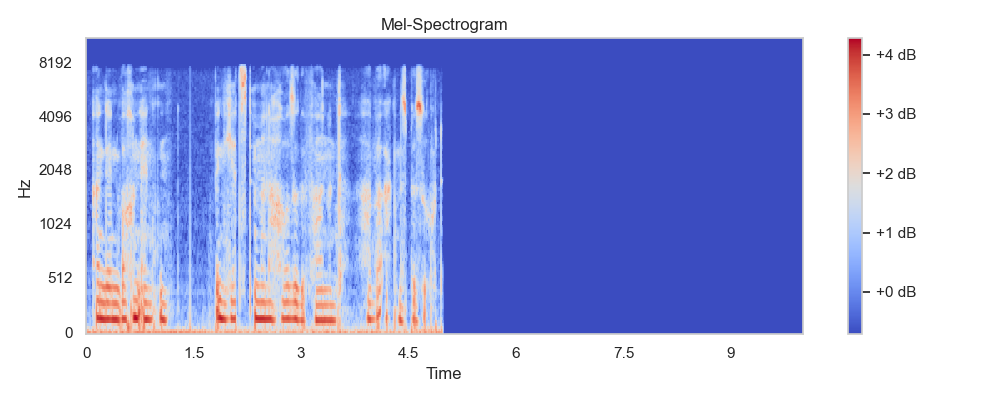 Mel-Spectrogram
8192
4096
2048
1024
512
0
Hz
0 1.5 3 4.5 6 7.5 9
Time
+4 dB
+3 dB
+2 dB
+1 dB
+0 dB